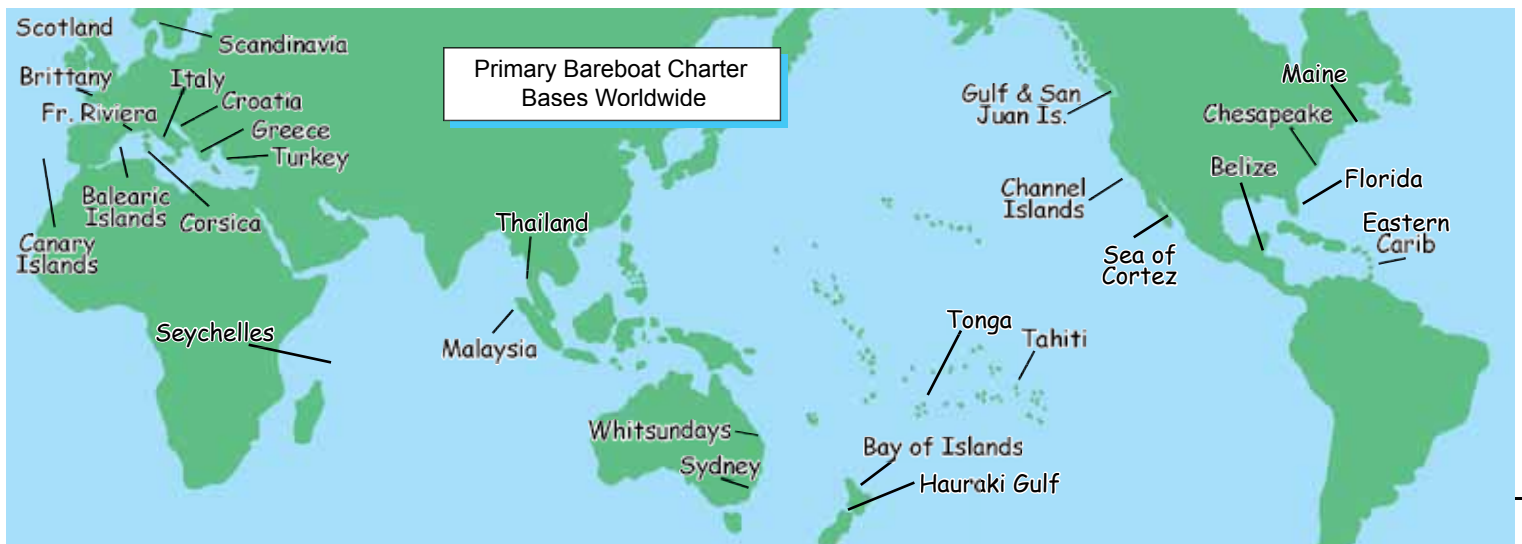 Scotland
Scandinavia
Primary Bareboat Charter
Bases Worldwide
Brittany
Italy
Croatia
Fr. Riviera
Greece
Turkey
Balearic
Islands
Corsica
Canary
Islands
Thailand
Seychelles
Malaysia
Whitsundays
Sydney
Tonga
Tahiti
Bay of Islands
Hauraki Gulf
Gulf & San
Juan Is.
Channel
Islands
Sea of
Cortez
Maine
Chesapeake
Belize
Florida
Eastern
Carib